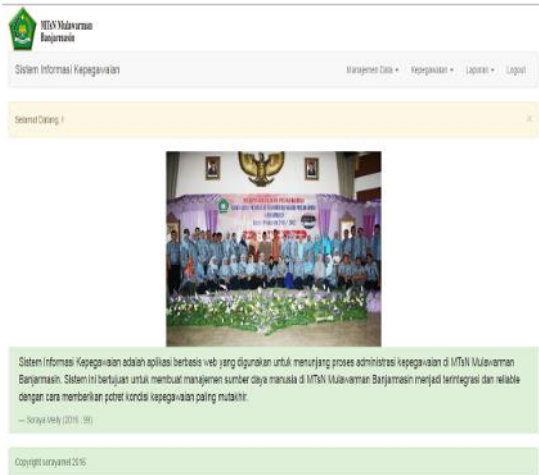 MTsN Mulawarman
Banjarmasin
Sistem Informasi Kepegawaian
Manajemen Data
Kepegawaian
Laporan
Logout
Selamat Datang, !
×
Sistem Informasi Kepegawaian adalah aplikasi berbasis web yang digunakan untuk menunjang proses administrasi kepegawaian di MTsN Mulawarman
Banjarmasin. Sistem ini bertujuan untuk membuat manajemen sumber daya manusia di MTsN Mulawarman Banjarmasin menjadi terintegrasi dan reliable
dengan cara memberikan potret kondisi kepegawaian paling mutakhir.
— Soraya Melly (2016 : 99)
Copyright sorayamel 2016